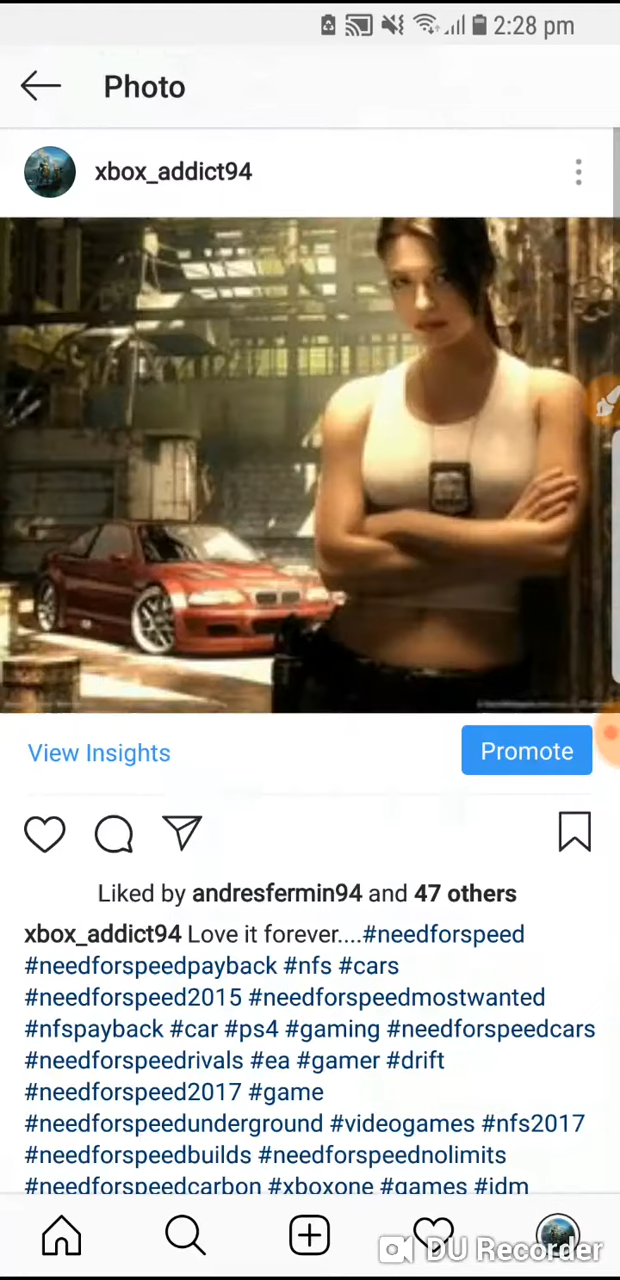 2:28 pm
Photo
xbox_addict94
View Insights
Promote
Liked by andresfermin94 and 47 others
xbox_addict94 Love it forever....#needforspeed
#needforspeedpayback #nfs #cars
#needforspeed2015 #needforspeedmostwanted
#nfspayback #car #ps4 #gaming #needforspeedcars
#needforspeedrivals #ea #gamer #drift
#needforspeed2017 #game
#needforspeedunderground #videogames #nfs2017
#needforspeedbuilds #needforspeednolimits
#needforspeedcarbon #xboxone #games #idm
DU Recorder